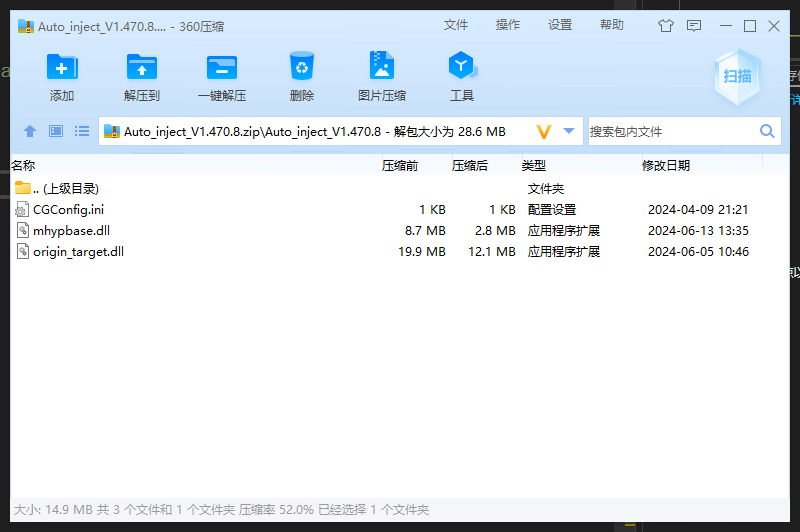 Auto_inject_V1.470.8.... - 360压缩 文件 操作 设置 帮助
添加 解压到 一键解压 删除 图片压缩 工具 扫描
Auto_inject_V1.470.8.zip\Auto_inject_V1.470.8 - 解包大小为 28.6 MB 搜索包内文件
名称 压缩前 压缩后 类型 修改日期
.. (上级目录) 文件夹
CGConfig.ini 1 KB 1 KB 配置设置 2024-04-09 21:21
mhypbase.dll 8.7 MB 2.8 MB 应用程序扩展 2024-06-13 13:35
origin_target.dll 19.9 MB 12.1 MB 应用程序扩展 2024-06-05 10:46
大小: 14.9 MB 共 3 个文件和 1 个文件夹 压缩率 52.0% 已经选择 1 个文件夹